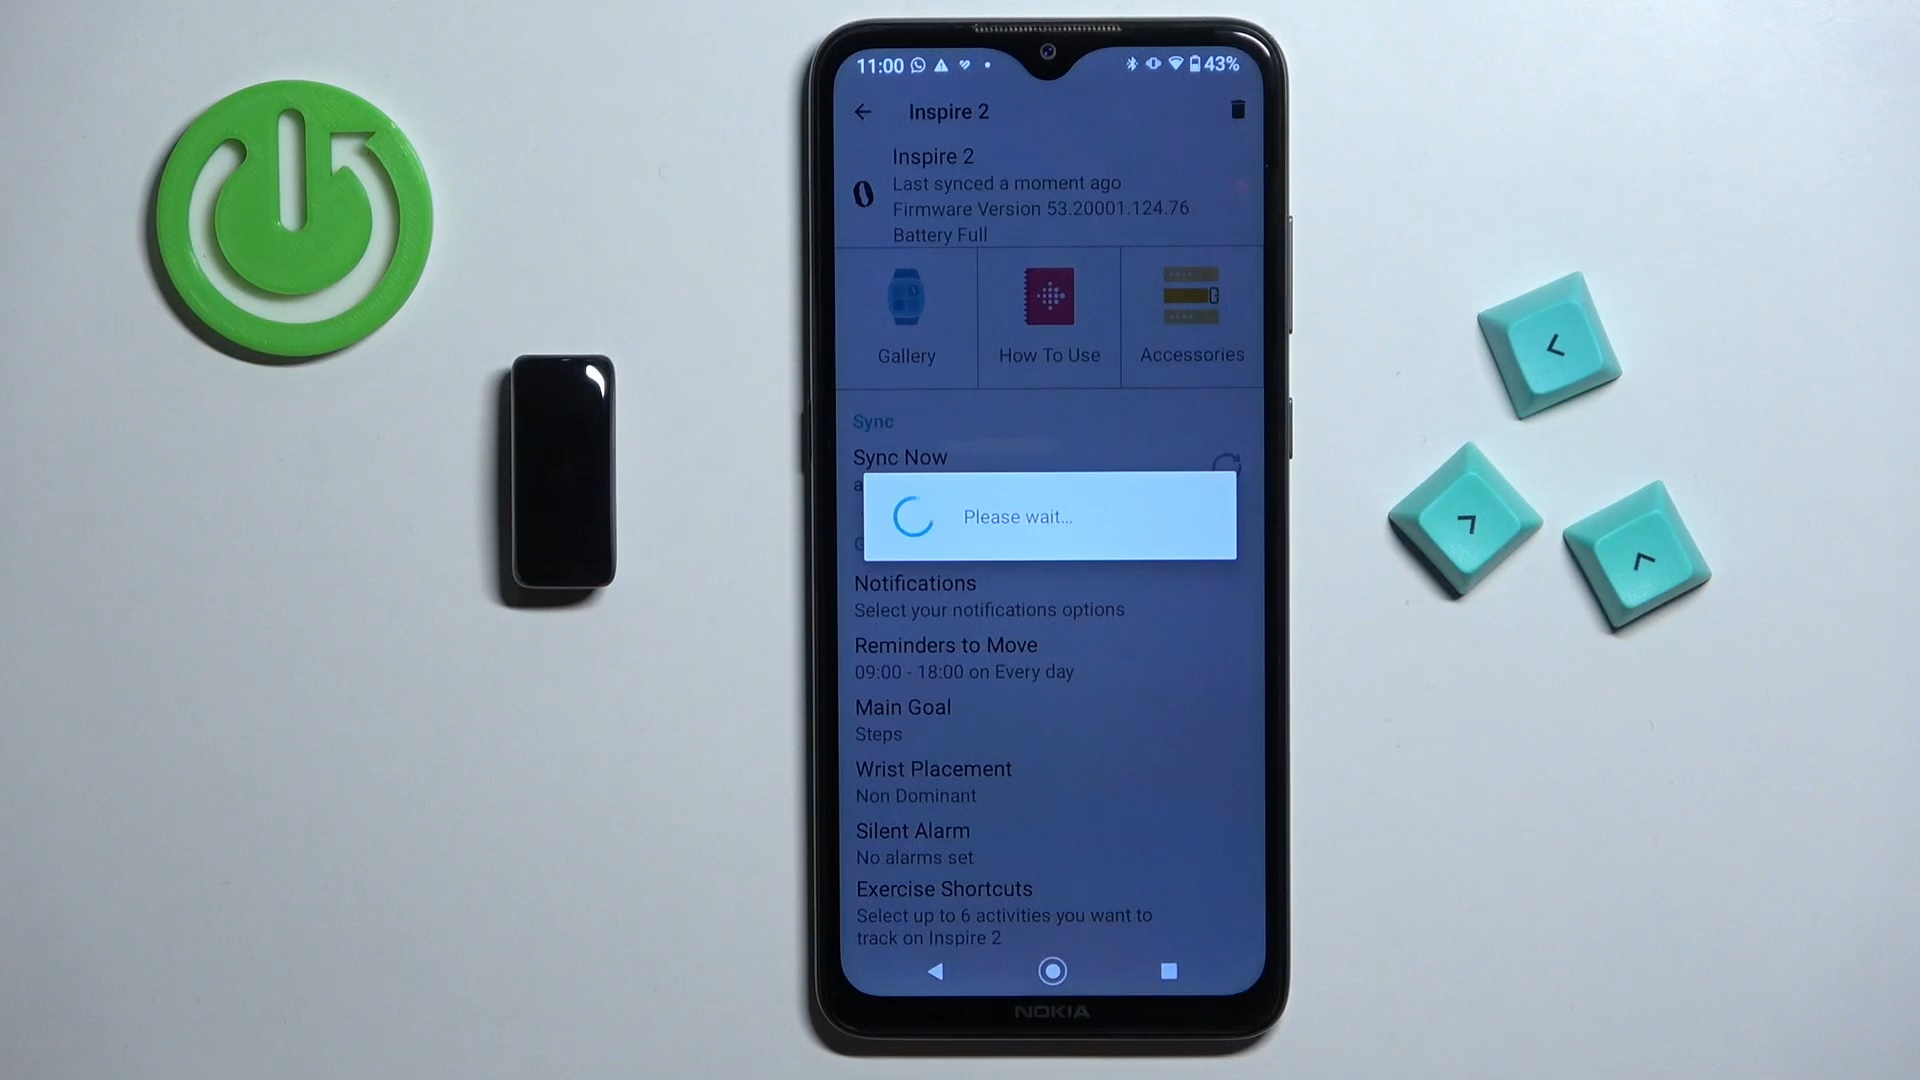 11:00 43%
Inspire 2
Inspire 2
Last synced a moment ago
Firmware Version 53.20001.124.76
Battery Full
Gallery
How To Use
Accessories
Sync
Sync Now
Please wait...
Notifications
Select your notifications options
Reminders to Move
09:00 - 18:00 on Every day
Main Goal
Steps
Wrist Placement
Non Dominant
Silent Alarm
No alarms set
Exercise Shortcuts
Select up to 6 activities you want to
track on Inspire 2
NOKIA